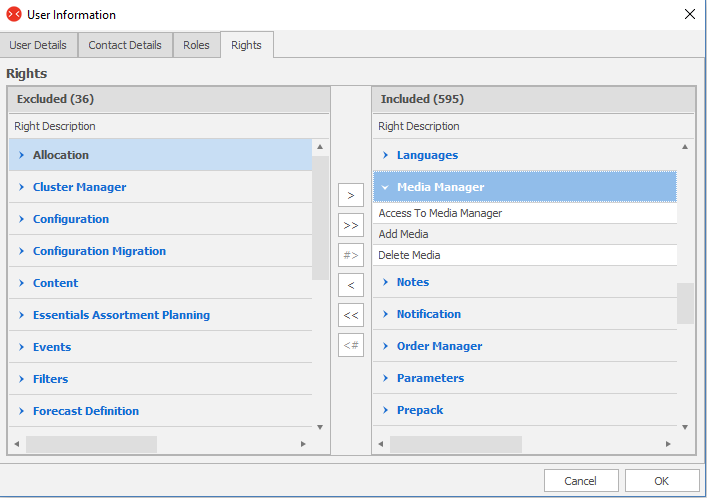 User Information
User Details Contact Details Roles Rights
Rights
Excluded (36)
Right Description
Allocation
Cluster Manager
Configuration
Configuration Migration
Content
Essentials Assortment Planning
Events
Filters
Forecast Definition
>
>>
#>
<
<<
<#
Included (595)
Right Description
Languages
Media Manager
Access To Media Manager
Add Media
Delete Media
Notes
Notification
Order Manager
Parameters
Prepack
Cancel OK